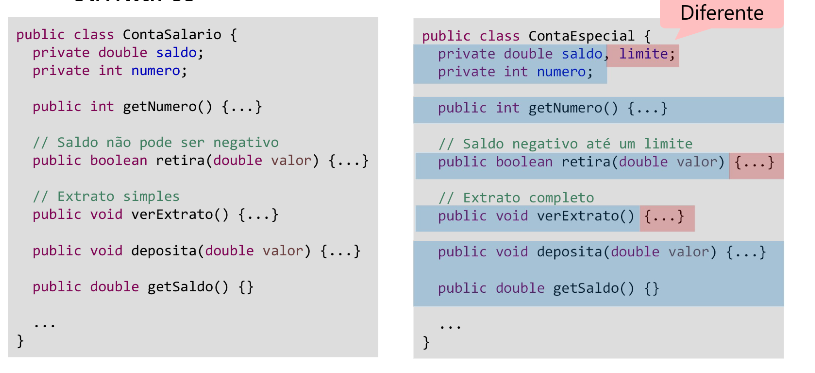 Diferente
public class ContaSalario {
private double saldo;
private int numero;
public int getNumero() {...}
// Saldo não pode ser negativo
public boolean retira(double valor) {...}
// Extrato simples
public void verExtrato() {...}
public void deposita(double valor) {...}
public double getSaldo() {}
...
}
public class ContaEspecial {
private double saldo, limite;
private int numero;
public int getNumero() {...}
// Saldo negativo até um limite
public boolean retira(double valor) {...}
// Extrato completo
public void verExtrato() {...}
public void deposita(double valor) {...}
public double getSaldo() {}
...
}